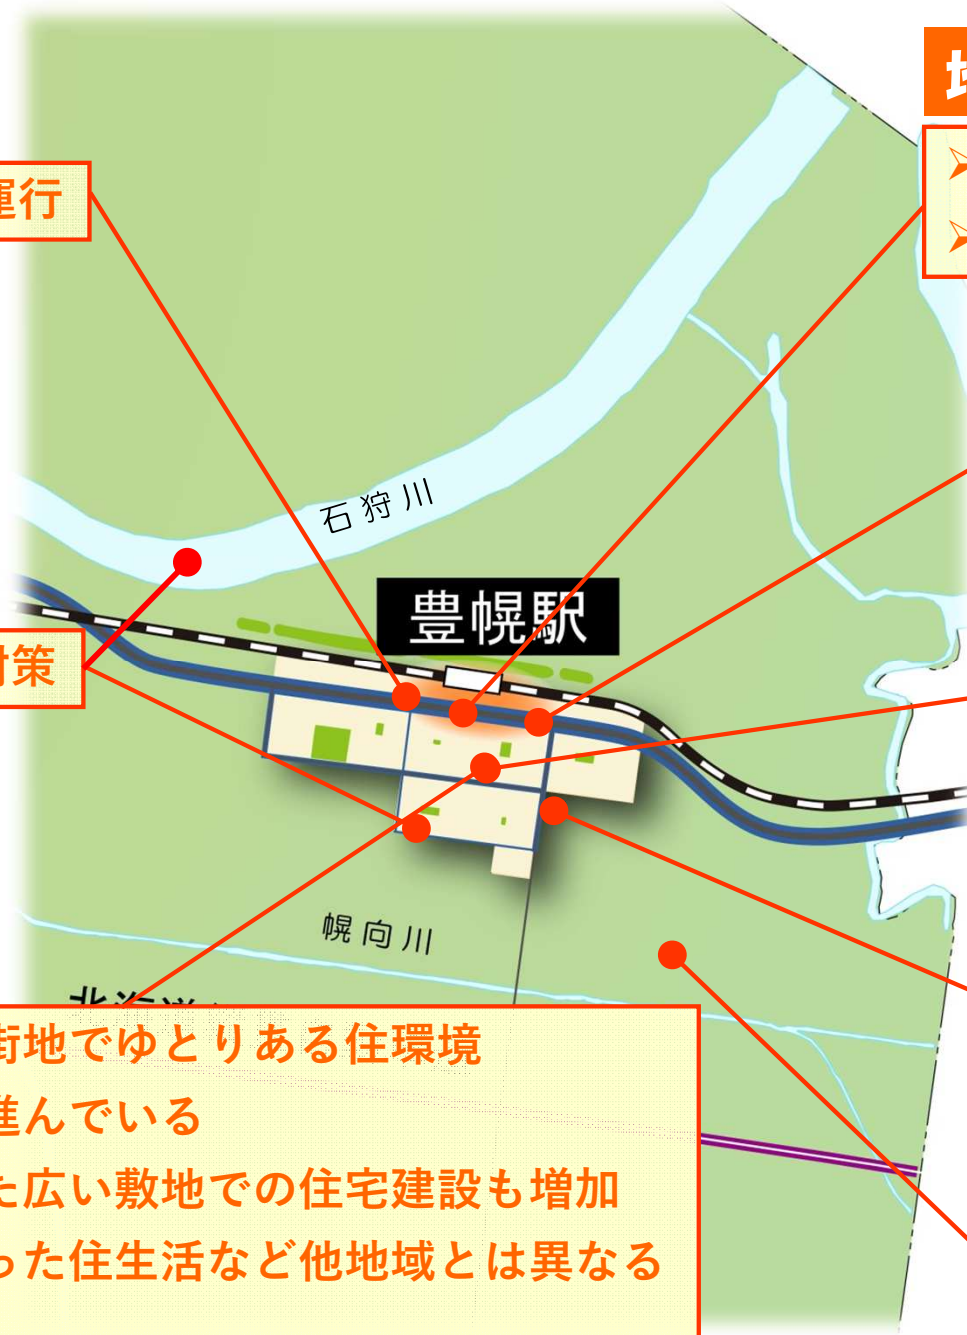 運行
石狩川
豊幌駅
対策
幌向川
街地でゆとりある住環境
進んでいる
た広い敷地での住宅建設も増加
った住生活など他地域とは異なる